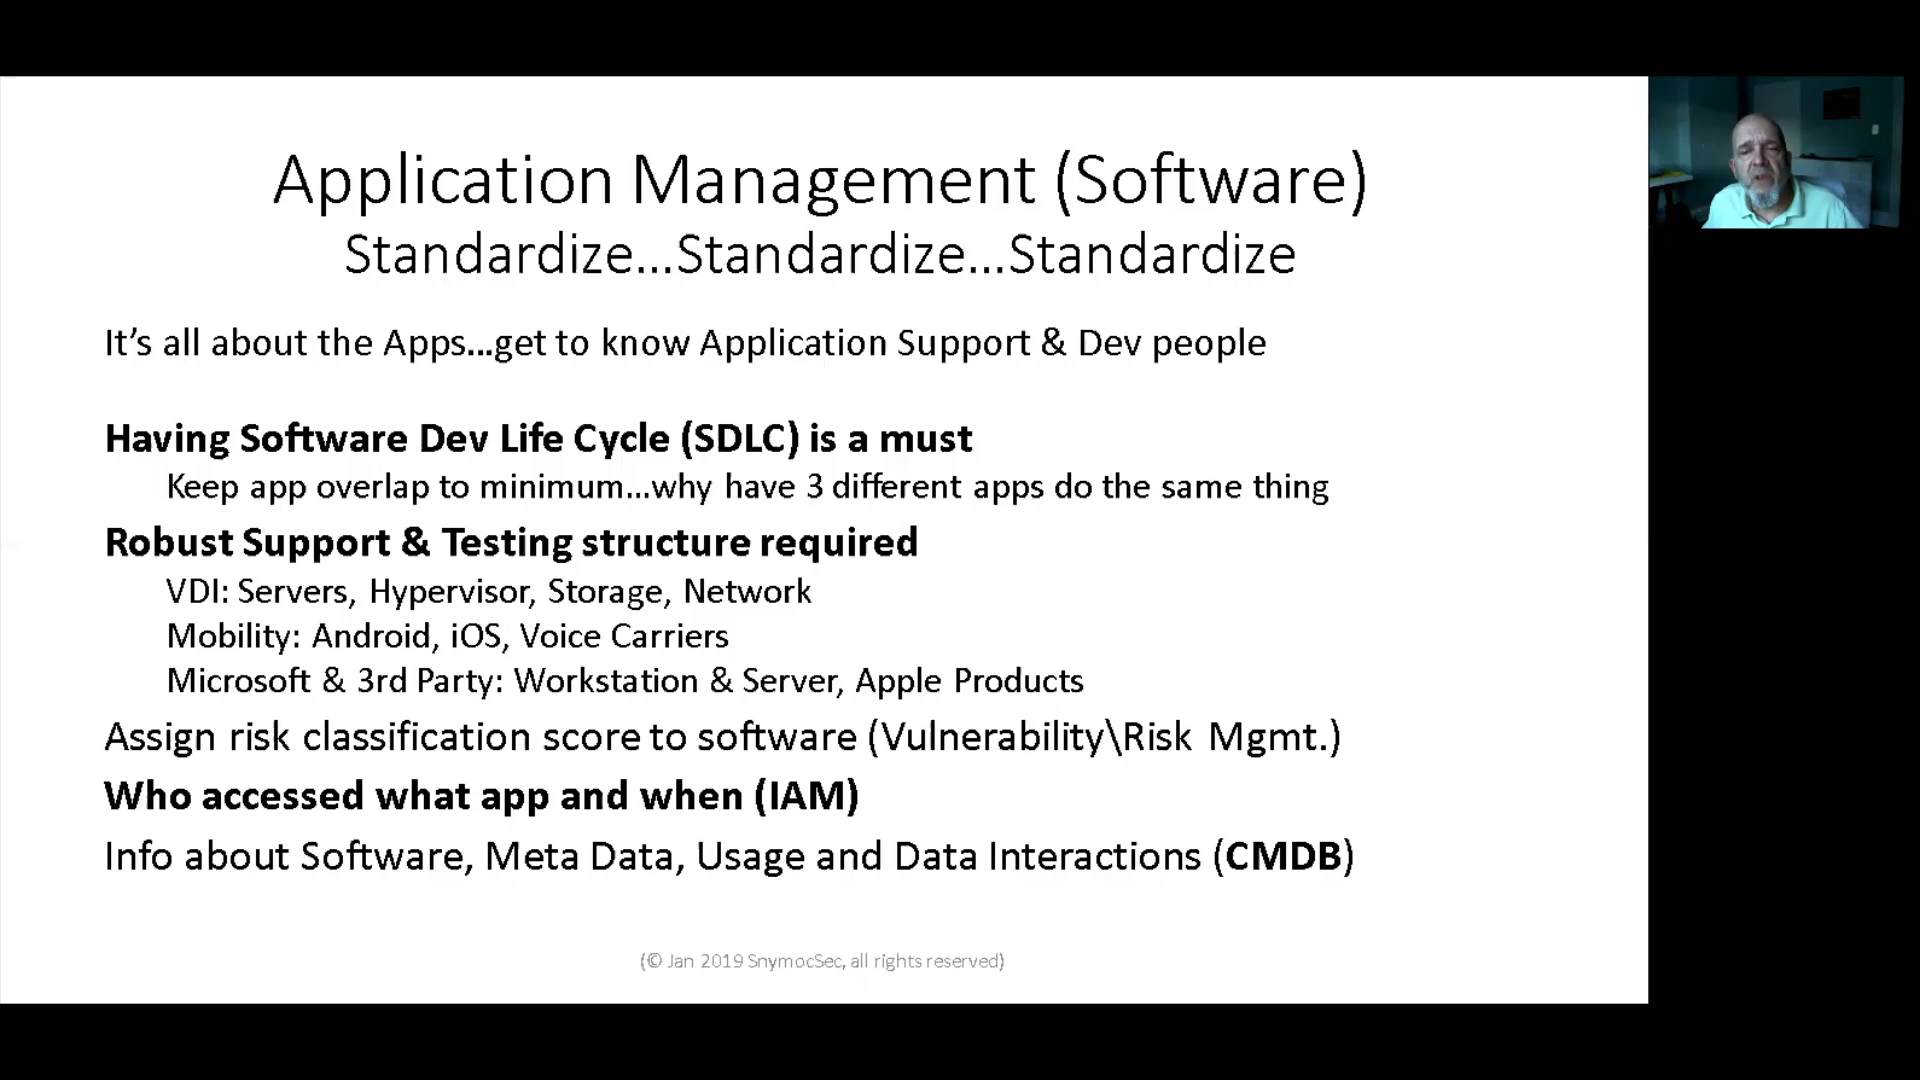 Application Management (Software)
Standardize...Standardize...Standardize
It's all about the Apps...get to know Application Support & Dev people
Having Software Dev Life Cycle (SDLC) is a must
Keep app overlap to minimum...why have 3 different apps do the same thing
Robust Support & Testing structure required
VDI: Servers, Hypervisor, Storage, Network
Mobility: Android, iOS, Voice Carriers
Microsoft & 3rd Party: Workstation & Server, Apple Products
Assign risk classification score to software (Vulnerability\Risk Mgmt.)
Who accessed what app and when (IAM)
Info about Software, Meta Data, Usage and Data Interactions (CMDB)
(© Jan 2019 SnymocSec, all rights reserved)